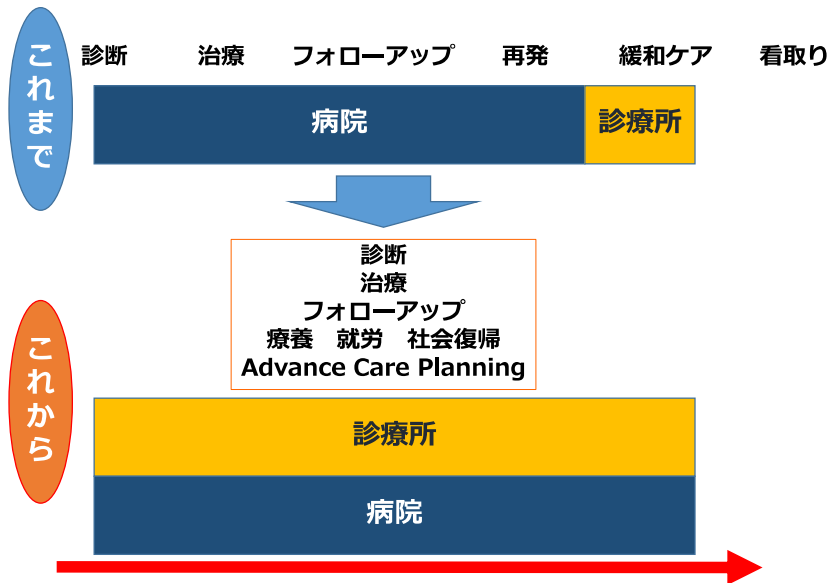 これまで
診断 治療 フォローアップ 再発 緩和ケア 看取り
病院 診療所
診断
治療
フォローアップ
療養 就労 社会復帰
Advance Care Planning
これから
診療所
病院